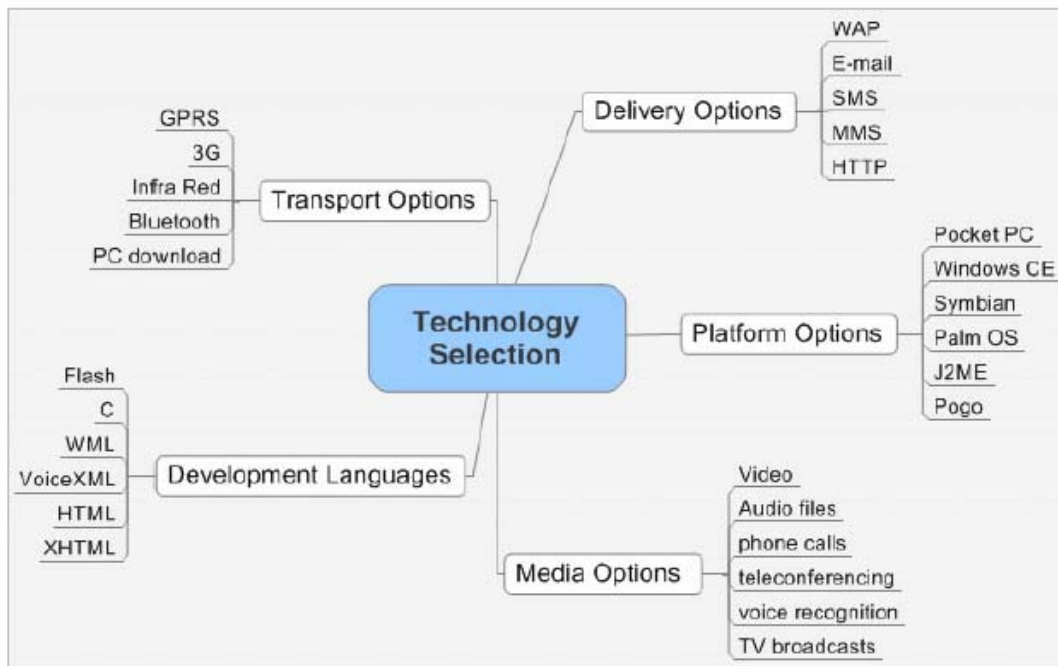 Technology
Selection
Delivery Options
WAP
E-mail
SMS
MMS
HTTP
Platform Options
Pocket PC
Windows CE
Symbian
Palm OS
J2ME
Pogo
Media Options
Video
Audio files
phone calls
teleconferencing
voice recognition
TV broadcasts
Development Languages
Flash
C
WML
VoiceXML
HTML
XHTML
Transport Options
GPRS
3G
Infra Red
Bluetooth
PC download